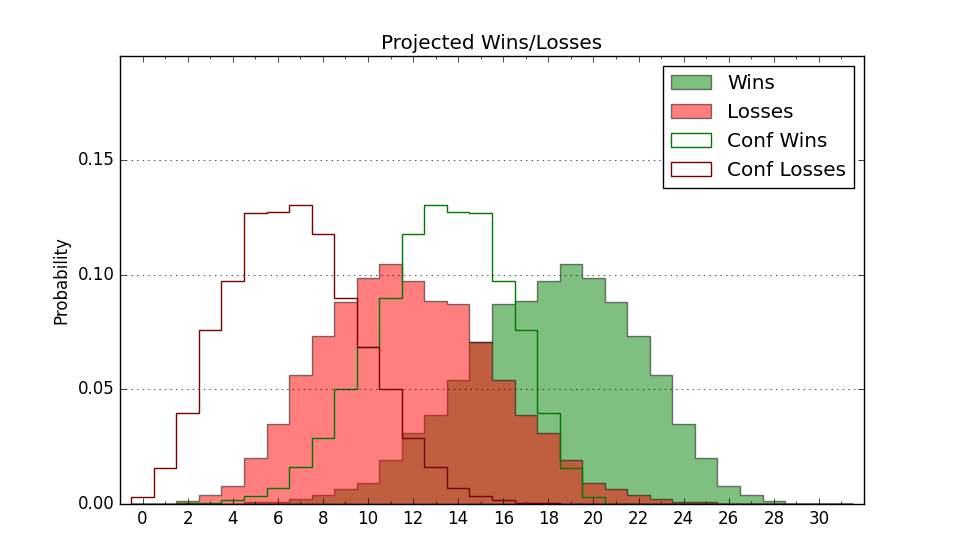 Projected Wins/Losses
Wins
Losses
Conf Wins
Conf Losses
Probability
0.15
0.10
0.05
0.00
0 2 4 6 8 10 12 14 16 18 20 22 24 26 28 30